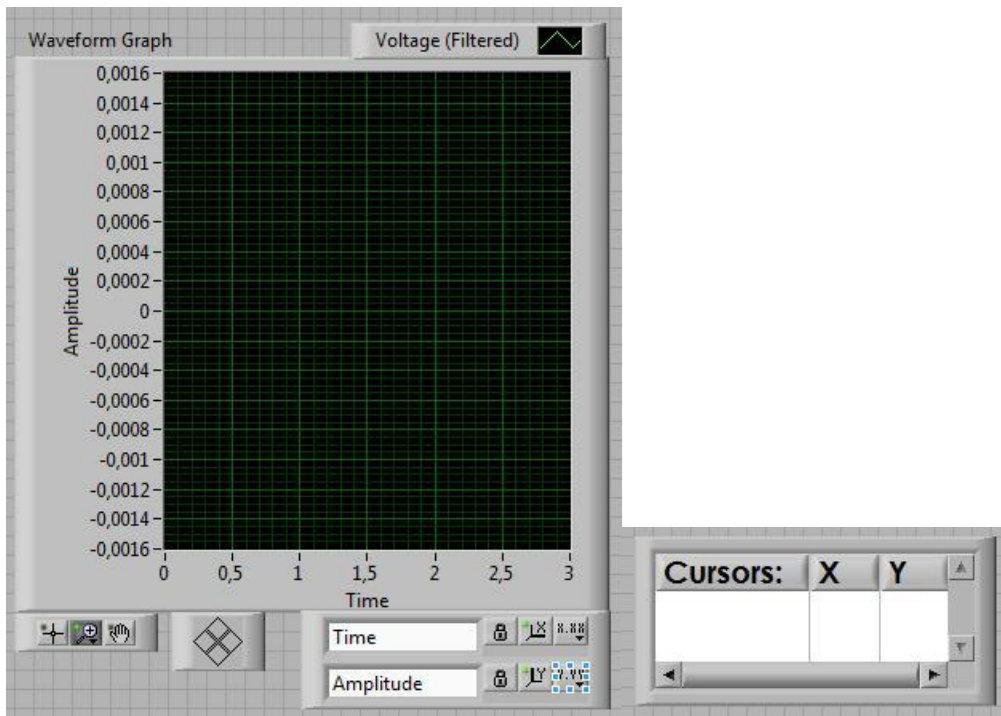 Waveform Graph
Voltage (Filtered)
0,0016
0,0014
0,0012
0,001
0,0008
0,0006
0,0004
0,0002
0
-0,0002
-0,0004
-0,0006
-0,0008
-0,001
-0,0012
-0,0014
-0,0016
Amplitude
0 0,5 1 1,5 2 2,5 3
Time
Time X X.XX
Amplitude Y Y.YY
Cursors: X Y